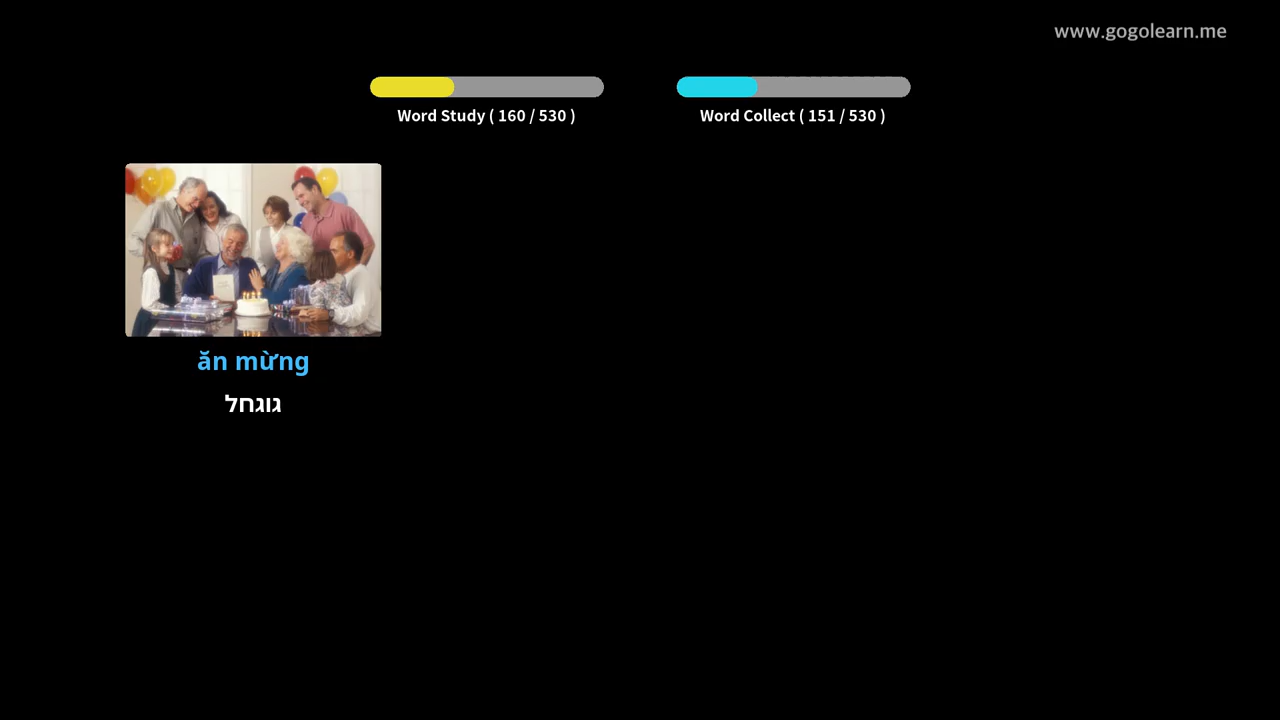 www.gogolearn.me
Word Study ( 160 / 530 )
Word Collect ( 151 / 530 )
ăn mừng
גוגחל